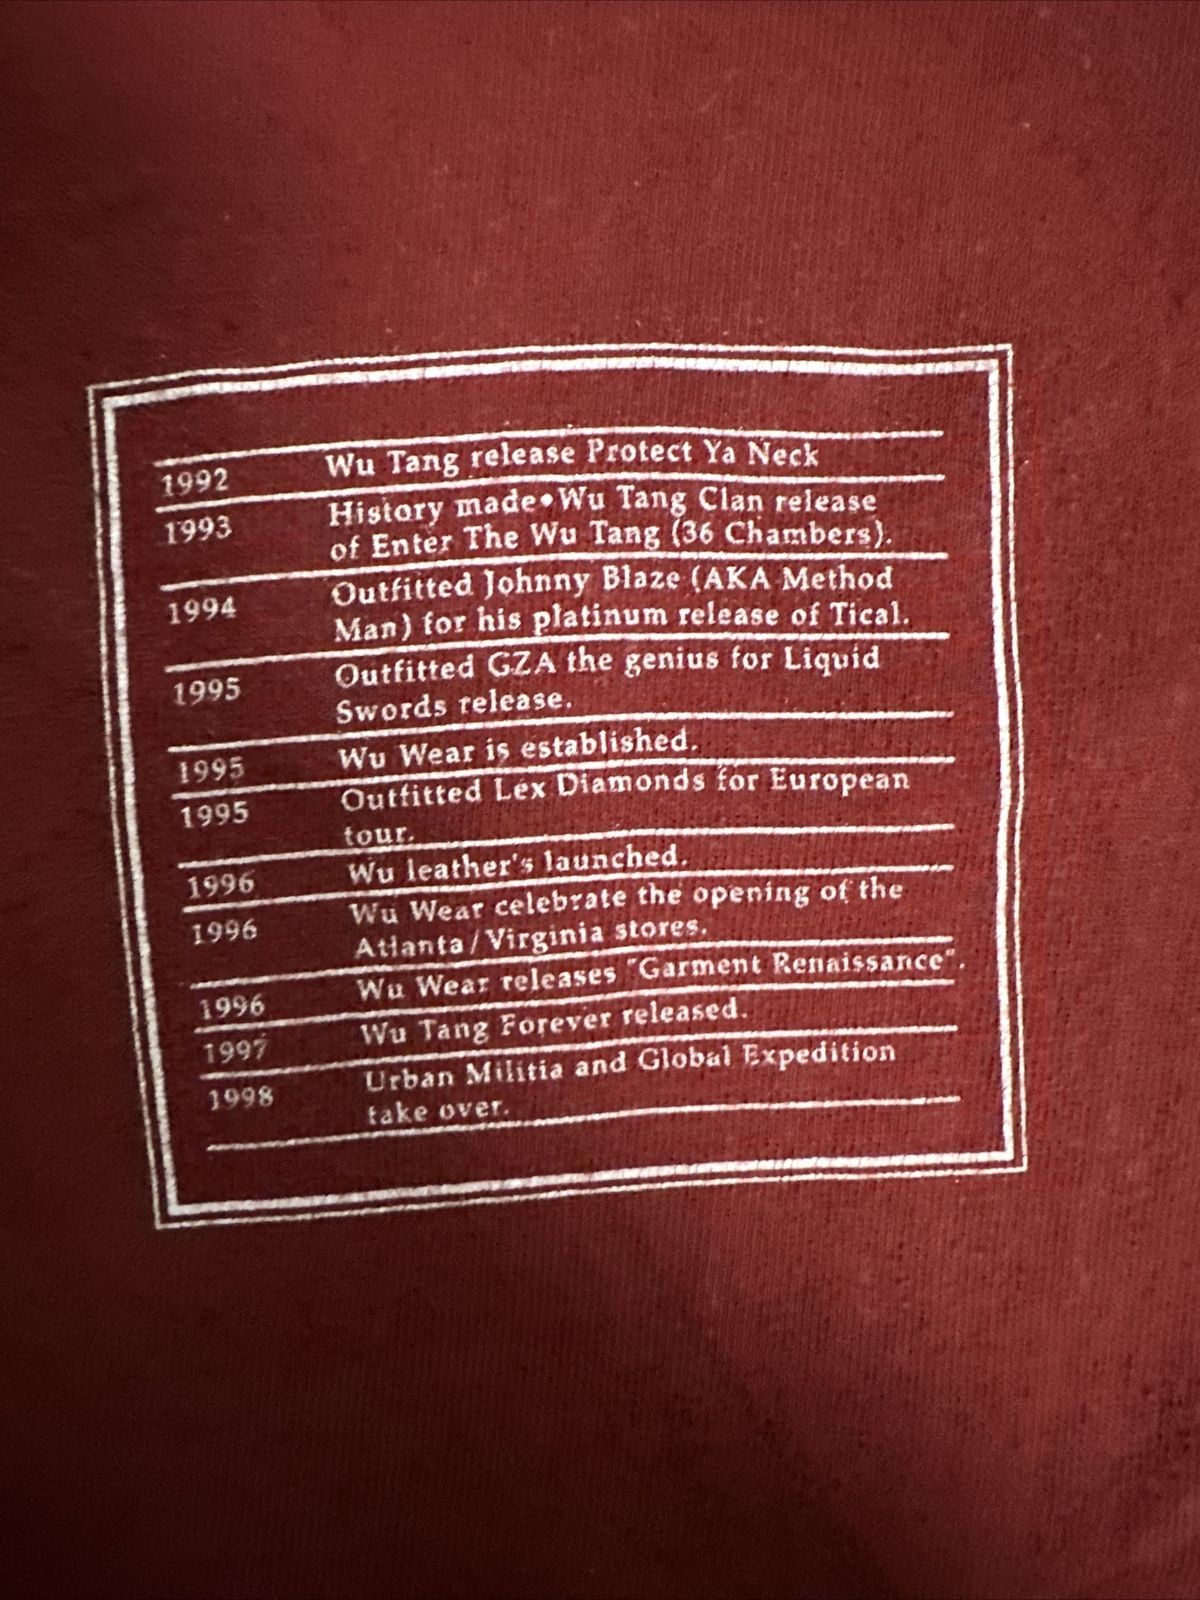 1992 Wu Tang release Protect Ya Neck
1993 History made•Wu Tang Clan release
of Enter The Wu Tang (36 Chambers).
1994 Outfitted Johnny Blaze (AKA Method
Man) for his platinum release of Tical.
1995 Outfitted GZA the genius for Liquid
Swords release.
1995 Wu Wear is established.
1995 Outfitted Lex Diamonds for European
tour.
1996 Wu leather's launched.
1996 Wu Wear celebrate the opening of the
Atlanta/Virginia stores.
1996 Wu Wear releases "Garment Renaissance".
1997 Wu Tang Forever released.
1998 Urban Militia and Global Expedition
take over.